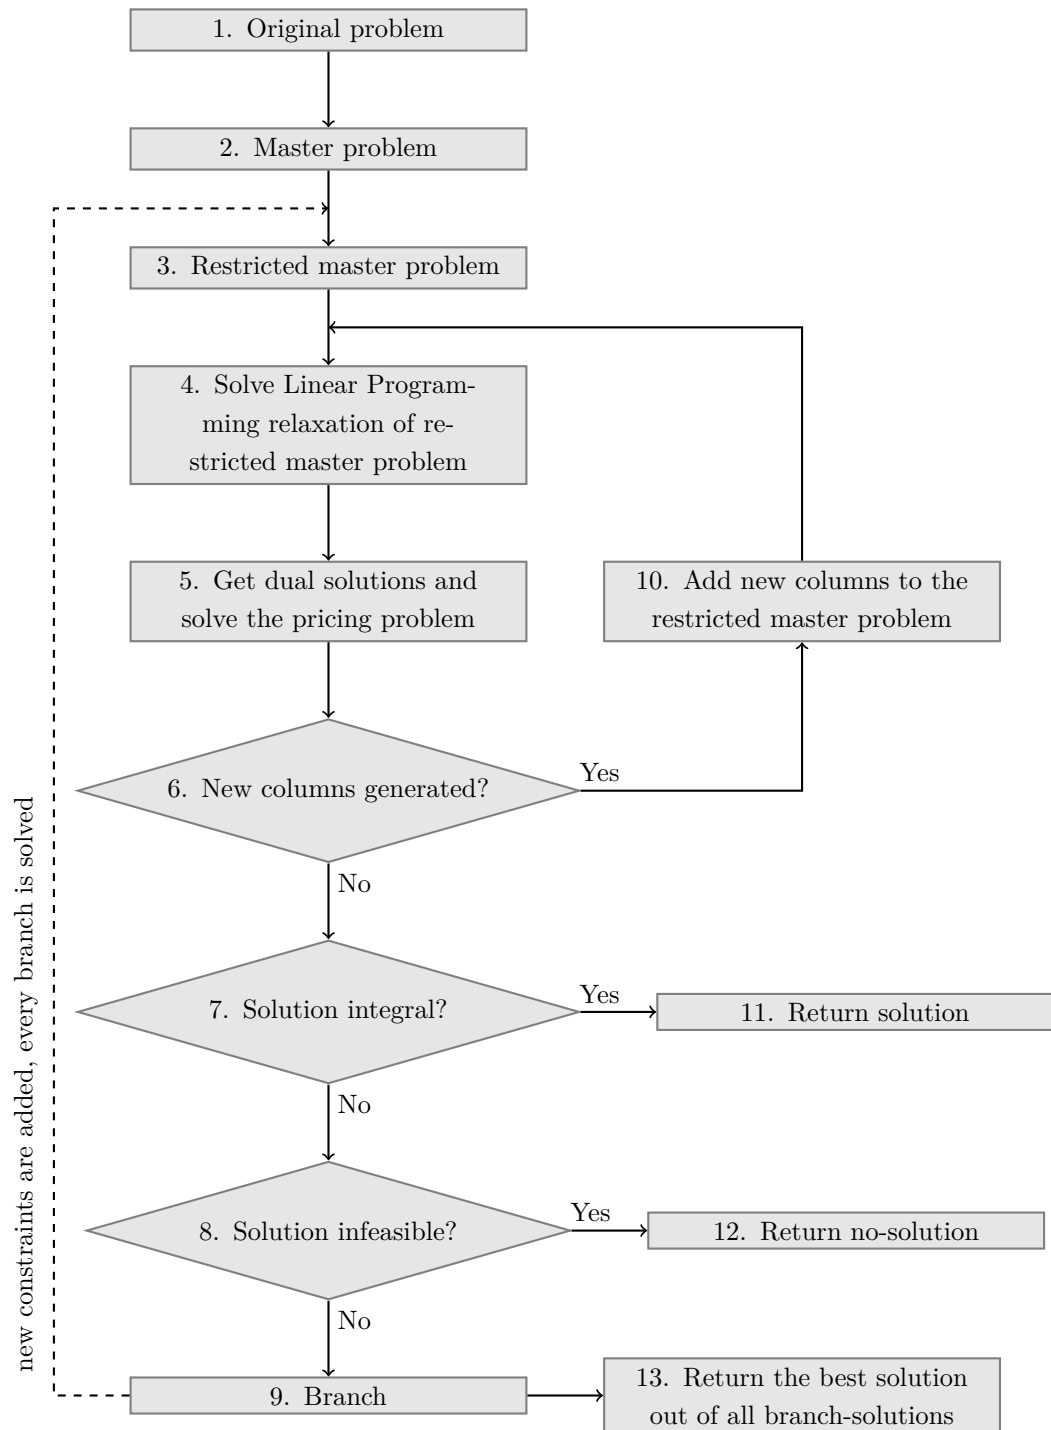 1. Original problem
2. Master problem
3. Restricted master problem
4. Solve Linear Program-
ming relaxation of re-
stricted master problem
5. Get dual solutions and
solve the pricing problem
10. Add new columns to the
restricted master problem
6. New columns generated?
Yes
No
7. Solution integral?
Yes
11. Return solution
No
8. Solution infeasible?
Yes
12. Return no-solution
No
9. Branch
13. Return the best solution
out of all branch-solutions
new constraints are added, every branch is solved